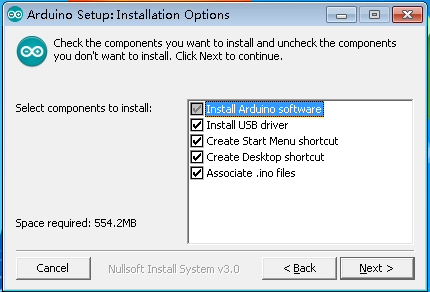 Arduino Setup: Installation Options
Check the components you want to install and uncheck the components
you don't want to install. Click Next to continue.
Select components to install:
Install Arduino software
Install USB driver
Create Start Menu shortcut
Create Desktop shortcut
Associate .ino files
Space required: 554.2MB
Cancel
Nullsoft Install System v3.0
< Back
Next >